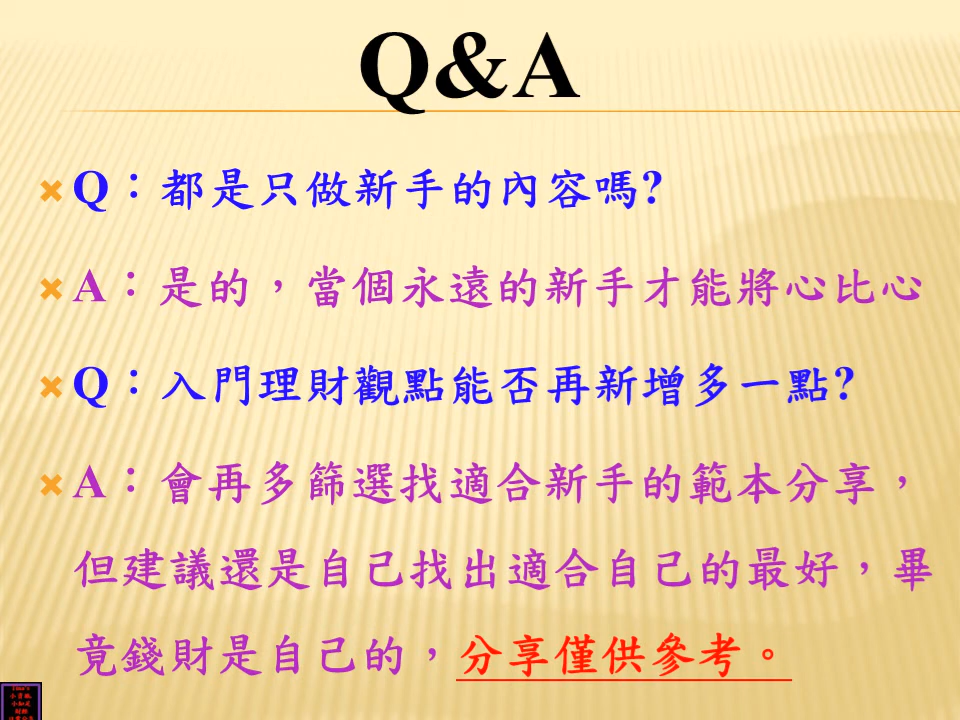 Q&A
Q：都是只做新手的內容嗎?
A：是的，當個永遠的新手才能將心比心
Q：入門理財觀點能否再新增多一點?
A：會再多篩選找適合新手的範本分享，
但建議還是自己找出適合自己的最好，畢
竟錢財是自己的，分享僅供參考。